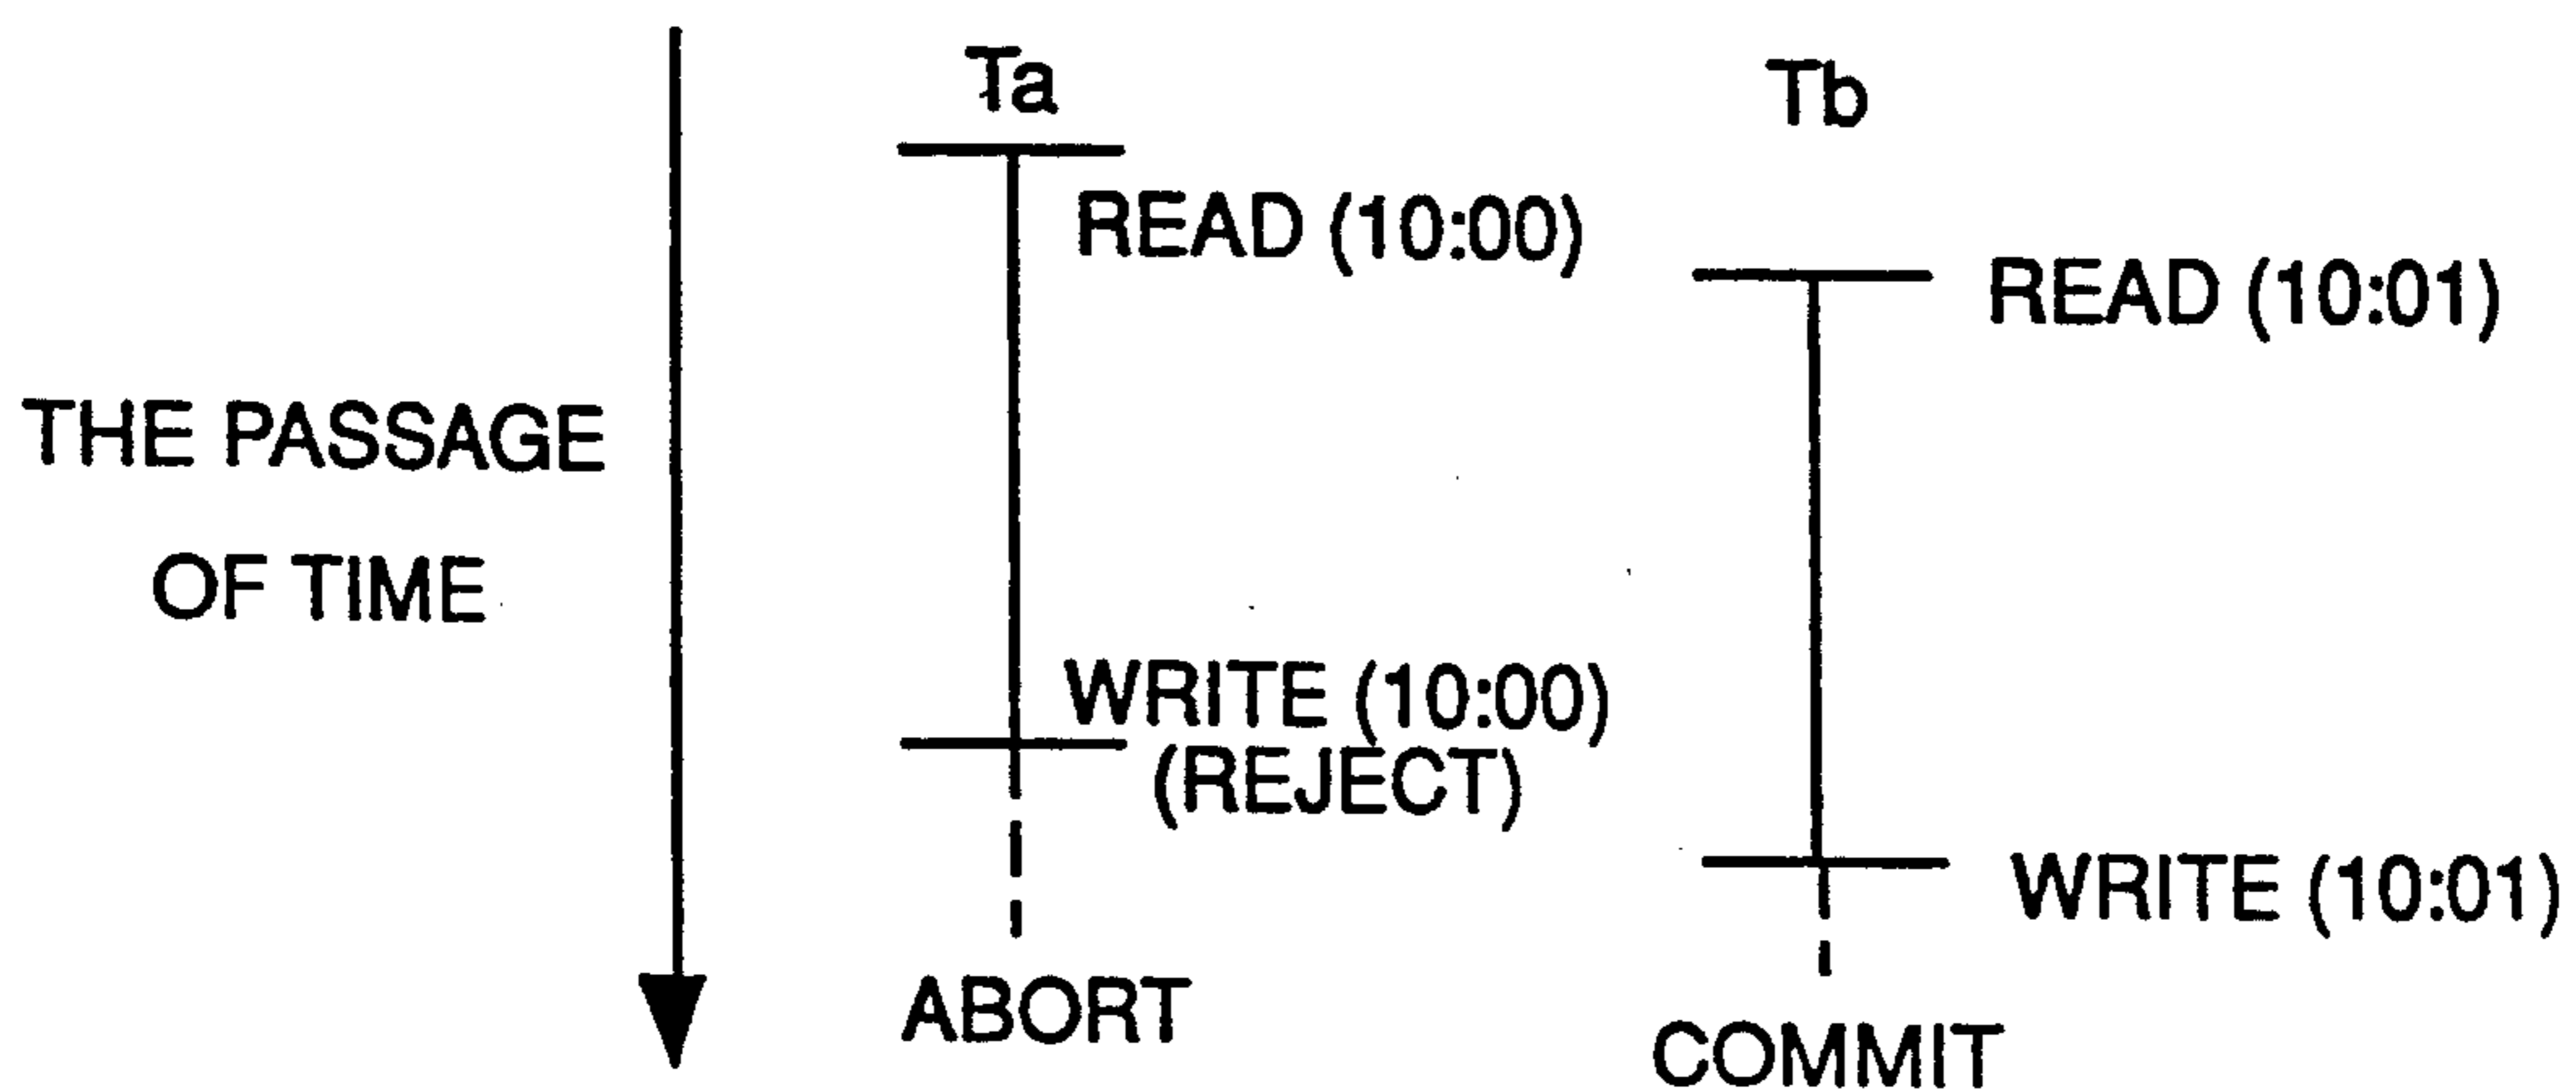 Ta
Tb
READ (10:00)
READ (10:01)
THE PASSAGE
OF TIME
WRITE (10:00)
(REJECT)
WRITE (10:01)
ABORT
COMMIT